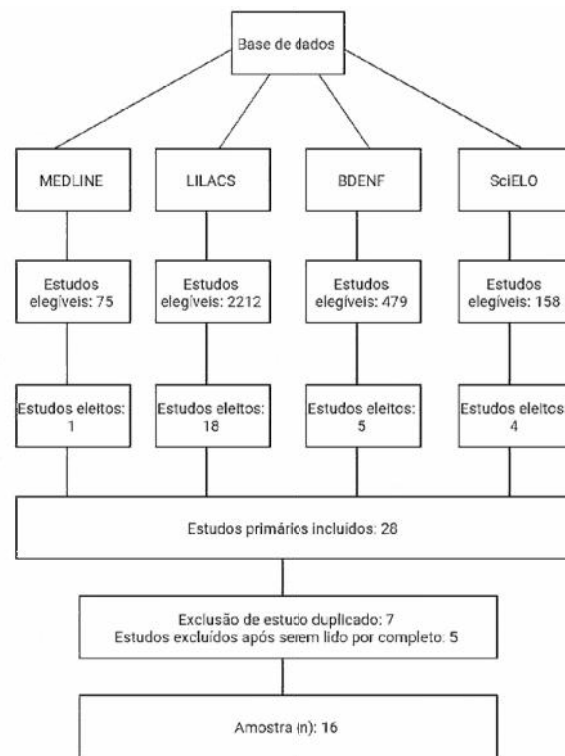 Base de dados
MEDLINE
LILACS
BDENF
SciELO
Estudos
elegíveis: 75
Estudos
elegíveis: 2212
Estudos
elegíveis: 479
Estudos
elegíveis: 158
Estudos eleitos:
1
Estudos eleitos:
18
Estudos eleitos:
5
Estudos eleitos:
4
Estudos primários incluídos: 28
Exclusão de estudo duplicado: 7
Estudos excluídos após serem lido por completo: 5
Amostra (n): 16